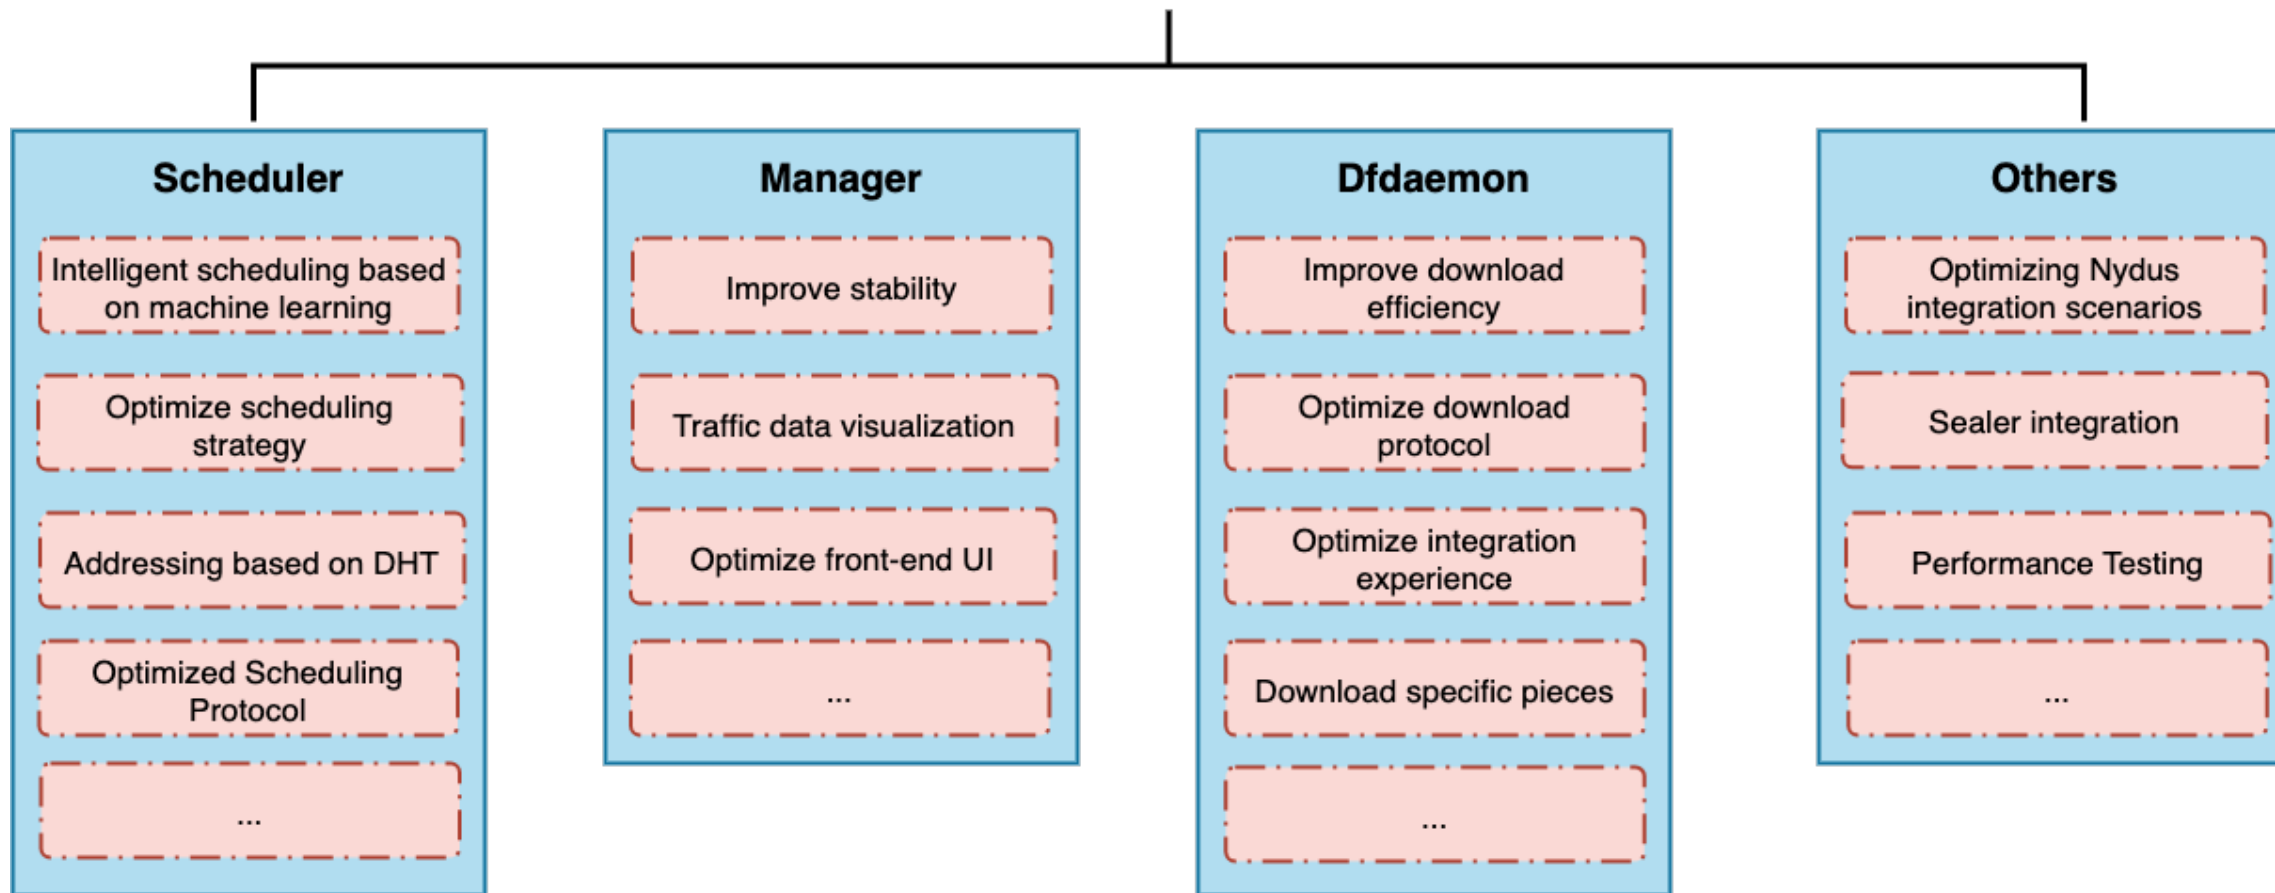 Scheduler
Intelligent scheduling based
on machine learning
Optimize scheduling
strategy
Addressing based on DHT
Optimized Scheduling
Protocol
...
Manager
Improve stability
Traffic data visualization
Optimize front-end UI
...
Dfdaemon
Improve download
efficiency
Optimize download
protocol
Optimize integration
experience
Download specific pieces
...
Others
Optimizing Nydus
integration scenarios
Sealer integration
Performance Testing
...